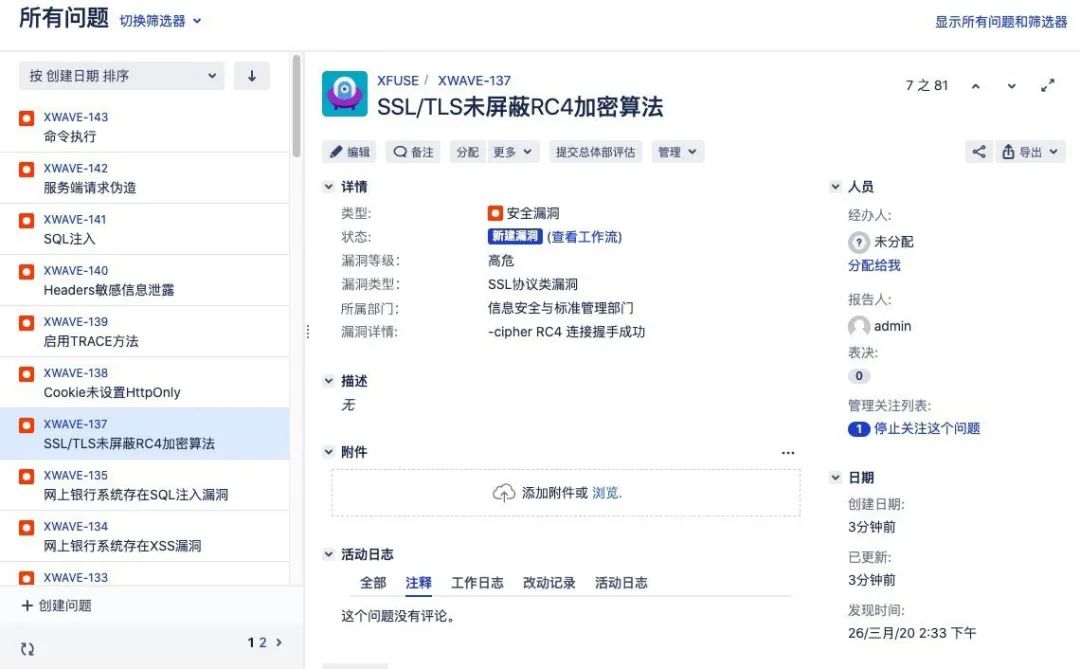 所有问题 切换筛选器
显示所有问题和筛选器
按 创建日期 排序
XWAVE-143
命令执行
XWAVE-142
服务端请求伪造
XWAVE-141
SQL注入
XWAVE-140
Headers敏感信息泄露
XWAVE-139
启用TRACE方法
XWAVE-138
Cookie未设置HttpOnly
XWAVE-137
SSL/TLS未屏蔽RC4加密算法
XWAVE-135
网上银行系统存在SQL注入漏洞
XWAVE-134
网上银行系统存在XSS漏洞
XWAVE-133
+ 创建问题
1 2
XFUSE / XWAVE-137
SSL/TLS未屏蔽RC4加密算法
7 之 81
编辑 备注 分配 更多 提交总体部评估 管理 导出
详情
类型: 安全漏洞
状态: 新建漏洞 (查看工作流)
漏洞等级: 高危
漏洞类型: SSL协议类漏洞
所属部门: 信息安全与标准管理部门
漏洞详情: -cipher RC4 连接握手成功
描述
无
附件
添加附件或 浏览.
活动日志
全部 注释 工作日志 改动记录 活动日志
这个问题没有评论。
人员
经办人:
未分配
分配给我
报告人:
admin
表决:
0
管理关注列表:
1 停止关注这个问题
日期
创建日期:
3分钟前
已更新:
3分钟前
发现时间:
26/三月/20 2:33 下午